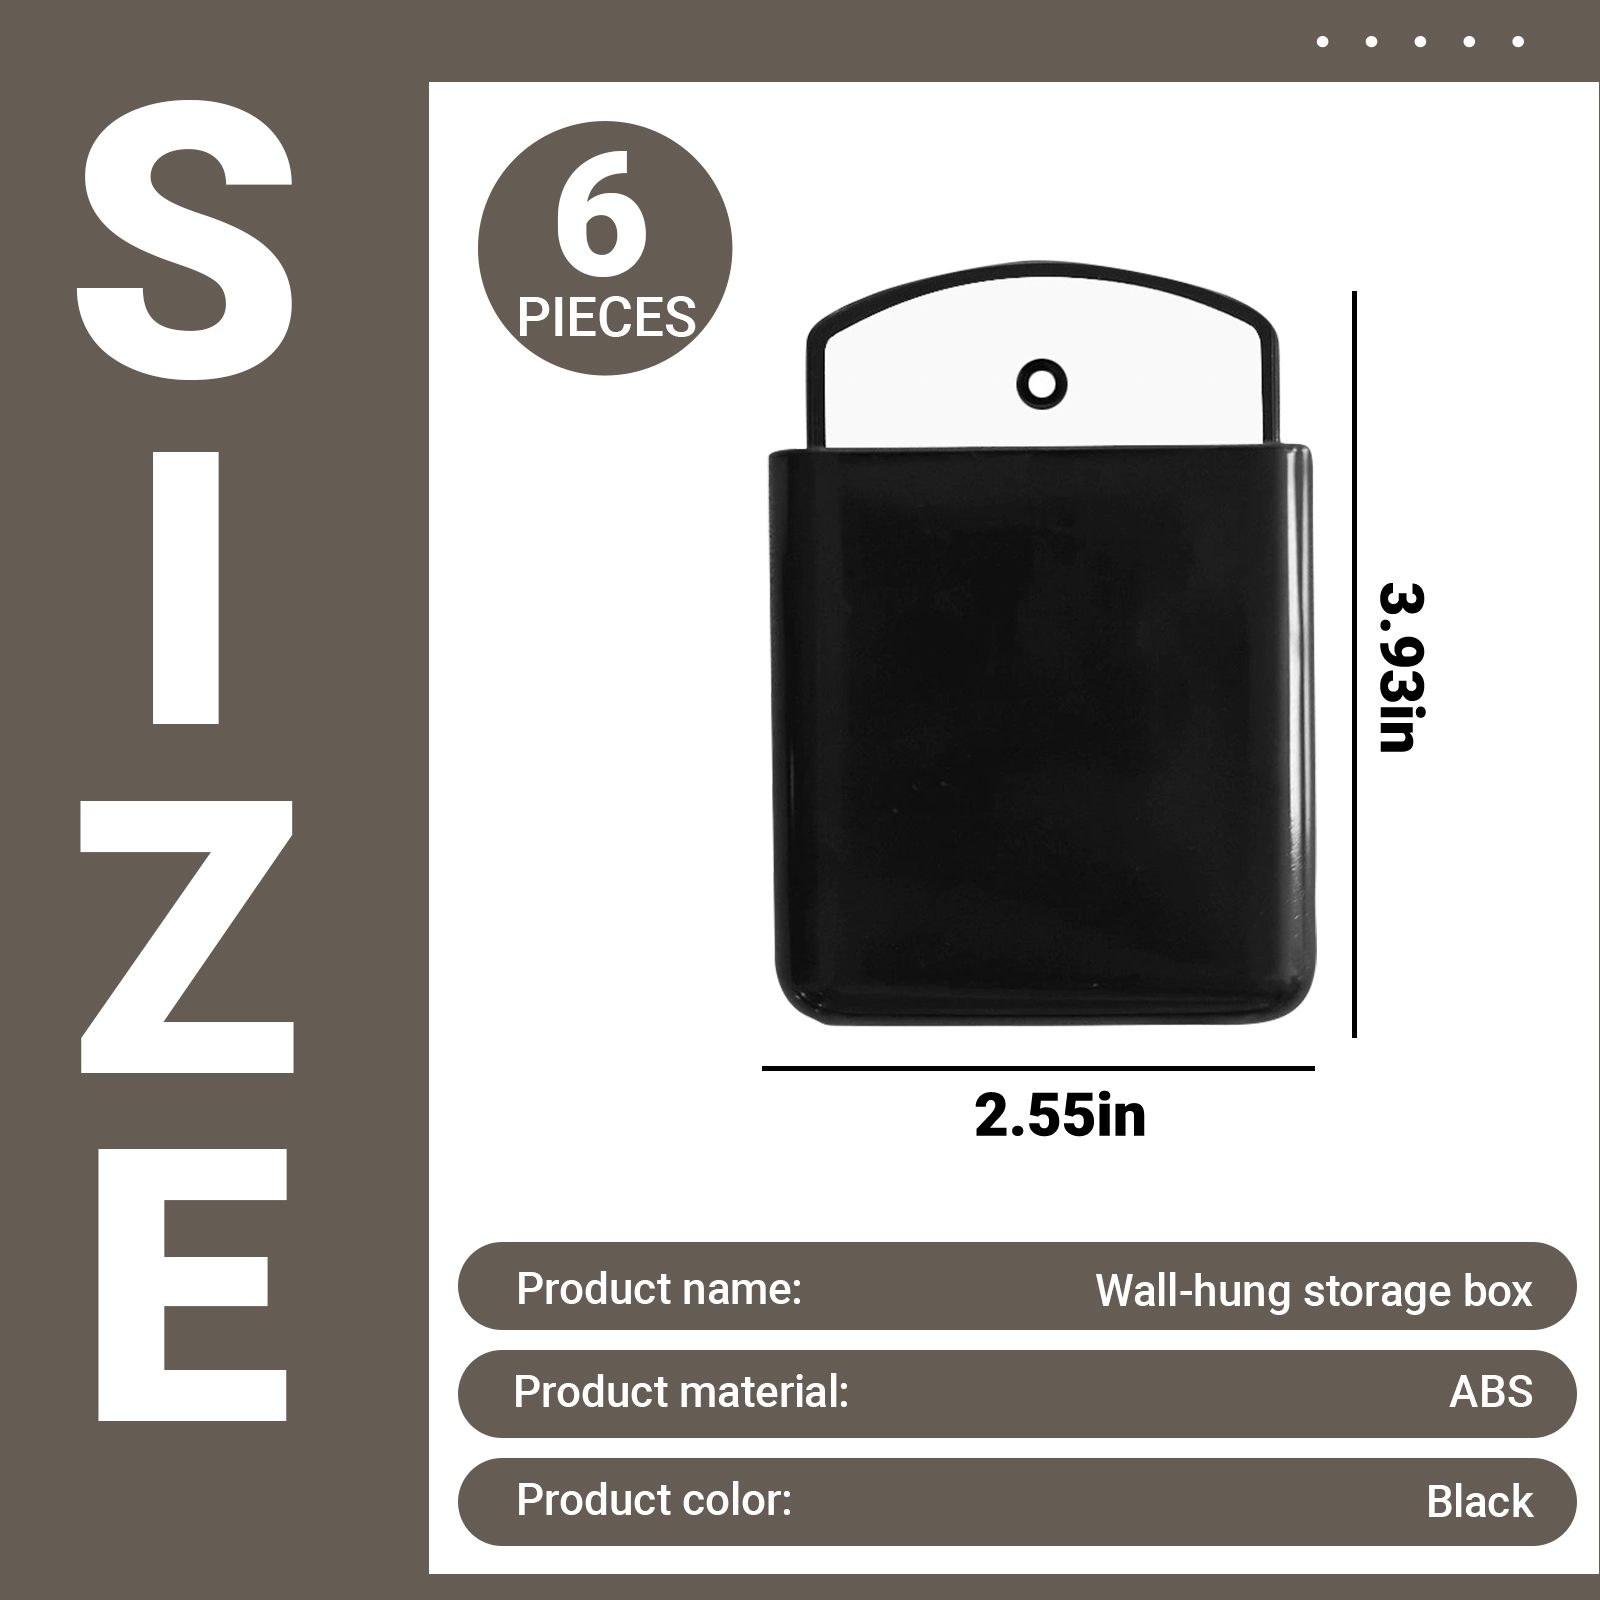 SIZE
6
PIECES
3.93in
2.55in
Product name: Wall-hung storage box
Product material: ABS
Product color: Black